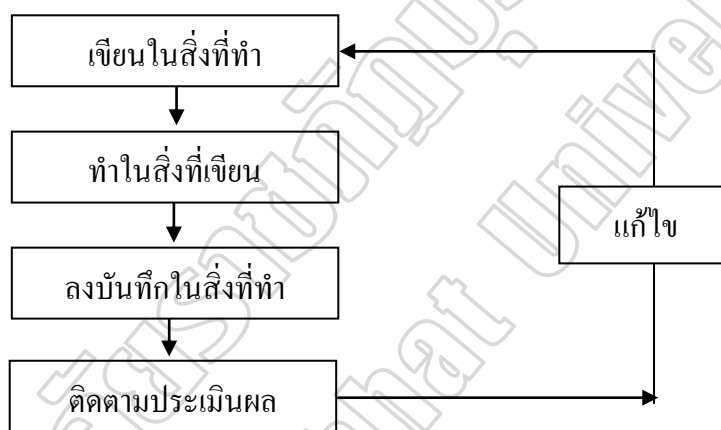 เขียนในสิ่งที่ทำ
ทำในสิ่งที่เขียน
แก้ไข
ลงบันทึกในสิ่งที่ทำ
ติดตามประเมินผล